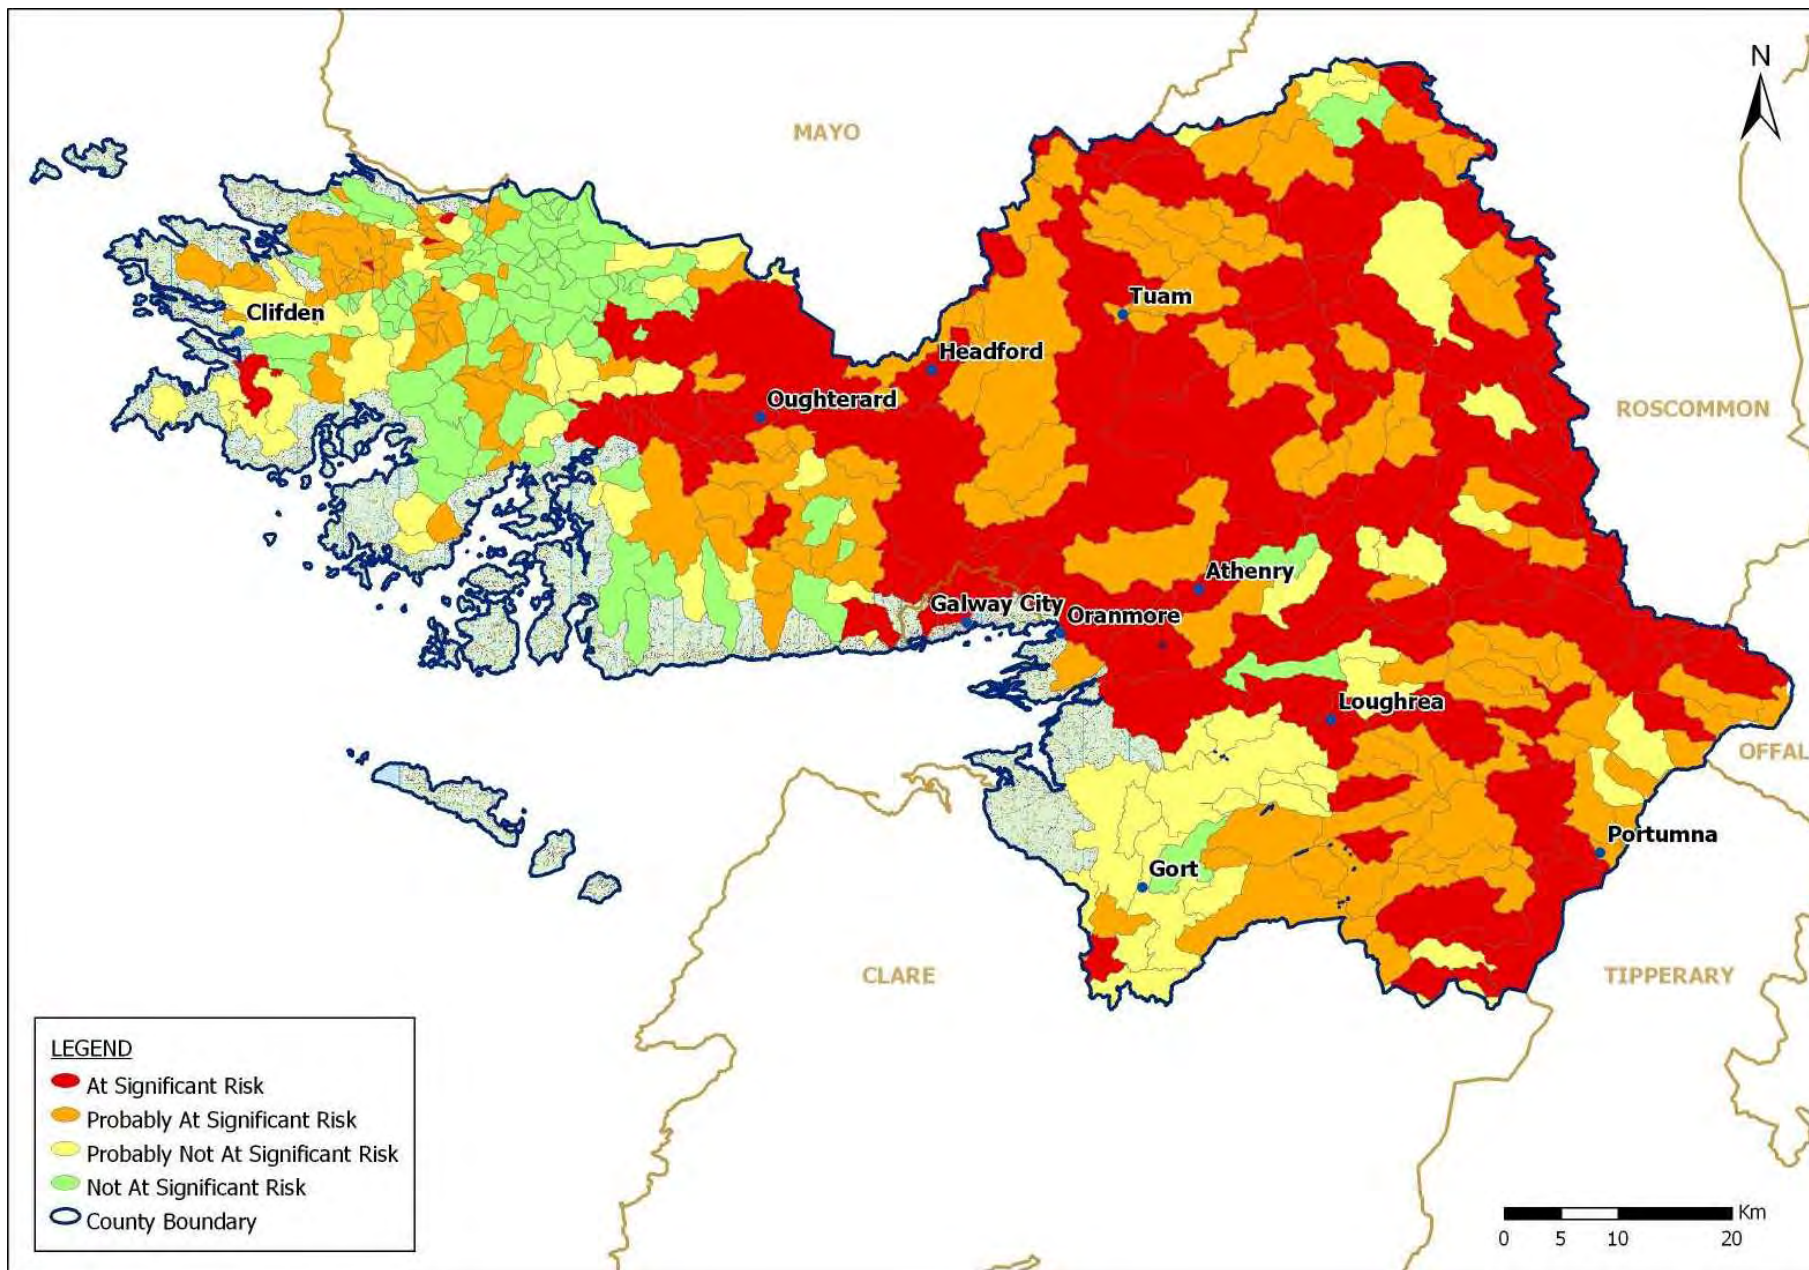 N
MAYO
Clifden
Tuam
Headford
Oughterard
ROSCOMMON
Athenry
Galway City
Oranmore
Loughrea
OFFAL
Portumna
Gort
CLARE
TIPPERARY
LEGEND
At Significant Risk
Probably At Significant Risk
Probably Not At Significant Risk
Not At Significant Risk
County Boundary
Km
0 5 10 20